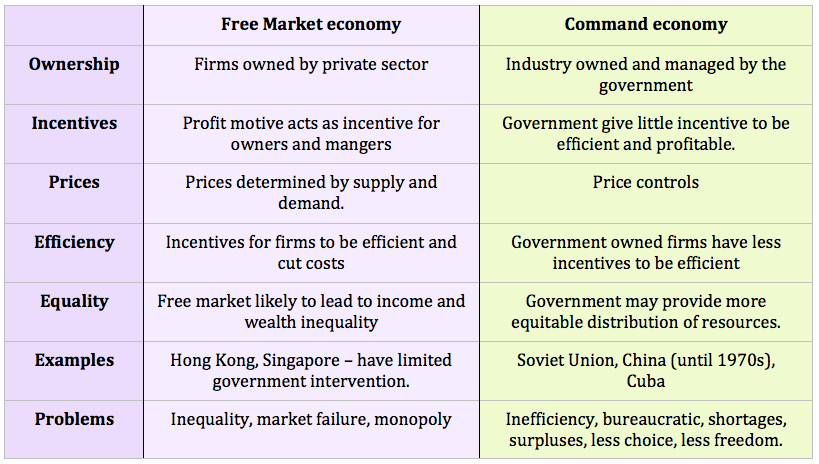 Free Market economy Command economy
Ownership Firms owned by private sector Industry owned and managed by the
government
Incentives Profit motive acts as incentive for Government give little incentive to be
owners and mangers efficient and profitable.
Prices Prices determined by supply and Price controls
demand.
Efficiency Incentives for firms to be efficient and Government owned firms have less
cut costs incentives to be efficient
Equality Free market likely to lead to income and Government may provide more
wealth inequality equitable distribution of resources.
Examples Hong Kong, Singapore – have limited Soviet Union, China (until 1970s),
government intervention. Cuba
Problems Inequality, market failure, monopoly Inefficiency, bureaucratic, shortages,
surpluses, less choice, less freedom.